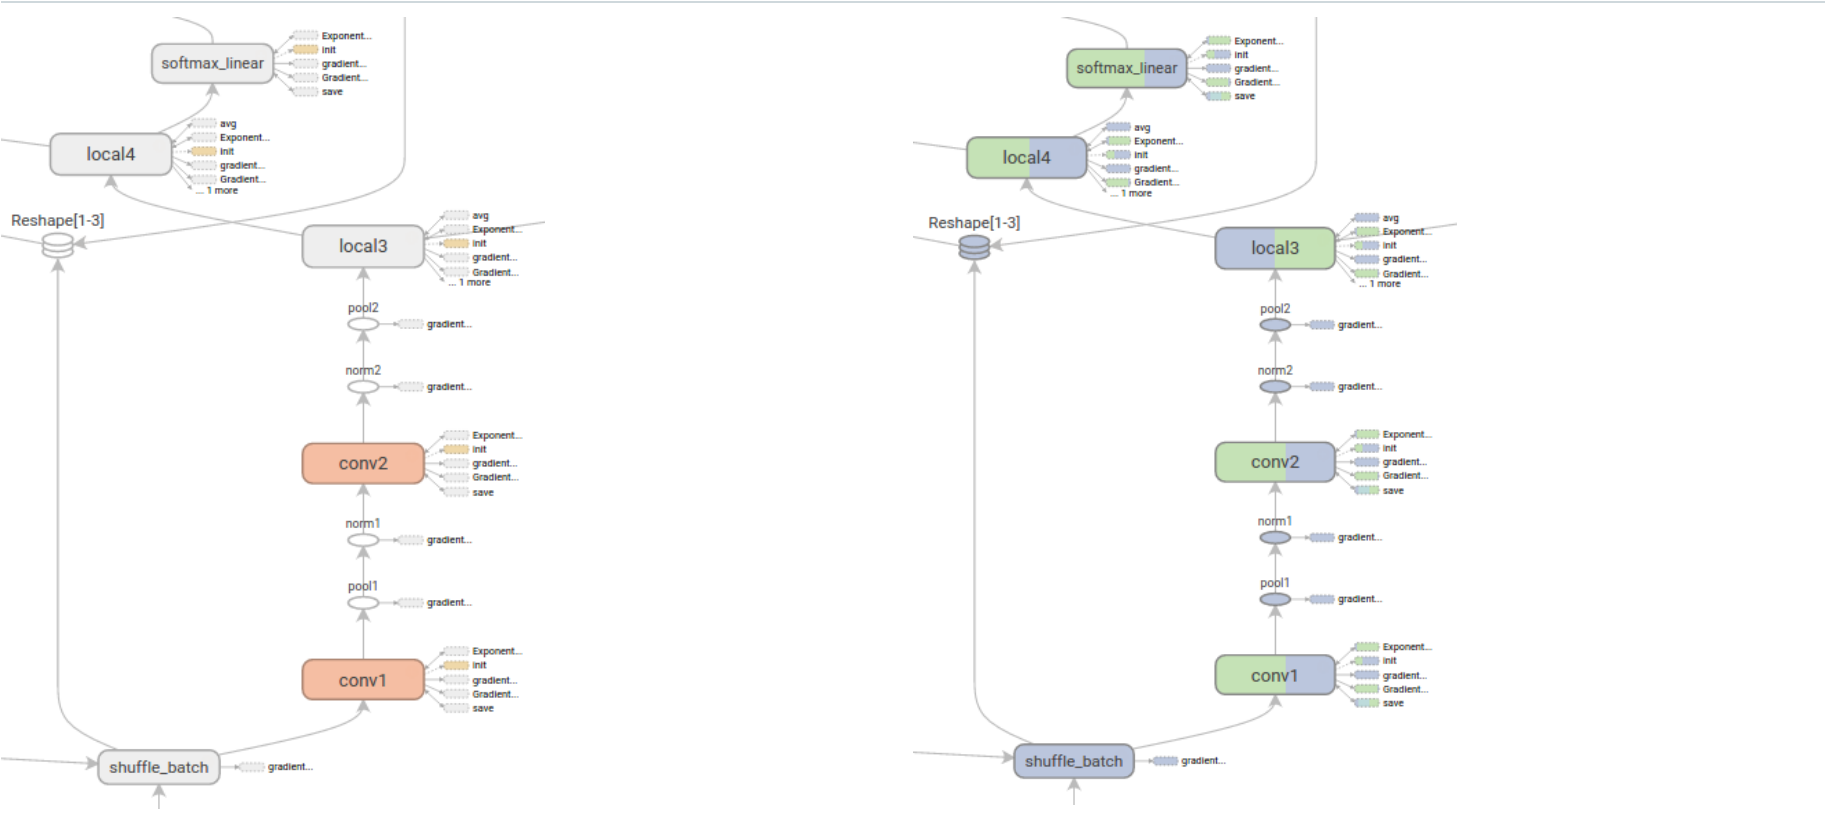 Exponent...
init
softmax_linear
gradient...
Gradient...
save
avg
Exponent...
local4
init
gradient...
Gradient...
... 1 more
Reshape[1-3]
avg
Exponent...
local3
init
gradient...
Gradient...
... 1 more
pool2
gradient...
norm2
gradient...
Exponent...
init
conv2
gradient...
Gradient...
save
norm1
gradient...
pool1
gradient...
Exponent...
init
conv1
gradient...
Gradient...
save
shuffle_batch
gradient...
Exponent...
init
softmax_linear
gradient...
Gradient...
save
avg
Exponent...
local4
init
gradient...
Gradient...
... 1 more
Reshape[1-3]
avg
Exponent...
local3
init
gradient...
Gradient...
... 1 more
pool2
gradient...
norm2
gradient...
Exponent...
init
conv2
gradient...
Gradient...
save
norm1
gradient...
pool1
gradient...
Exponent...
init
conv1
gradient...
Gradient...
save
shuffle_batch
gradient...